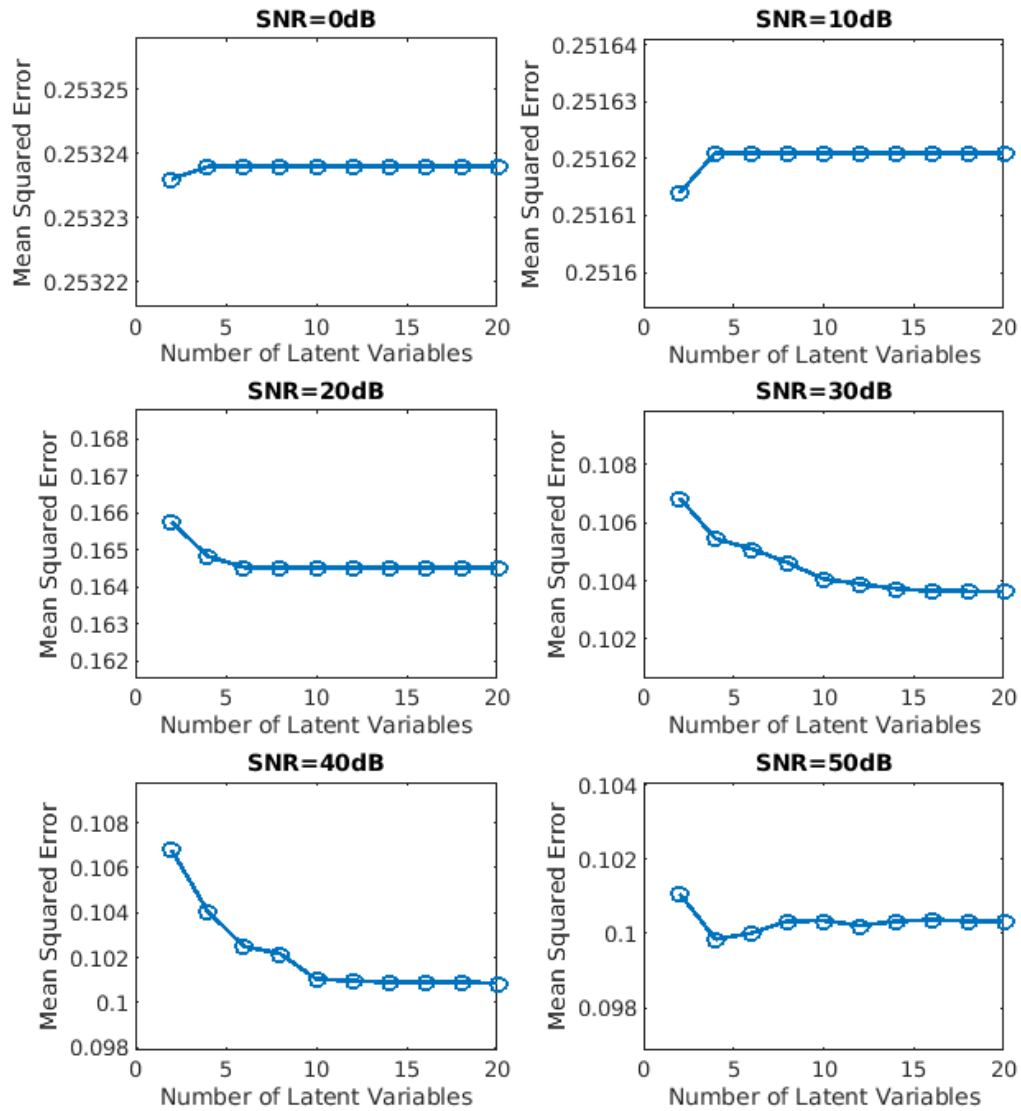 SNR=0dB
Mean Squared Error
0.25325
0.25324
0.25323
0.25322
0 5 10 15 20
Number of Latent Variables
SNR=10dB
Mean Squared Error
0.25164
0.25163
0.25162
0.25161
0.2516
0 5 10 15 20
Number of Latent Variables
SNR=20dB
Mean Squared Error
0.168
0.167
0.166
0.165
0.164
0.163
0.162
0 5 10 15 20
Number of Latent Variables
SNR=30dB
Mean Squared Error
0.108
0.106
0.104
0.102
0 5 10 15 20
Number of Latent Variables
SNR=40dB
Mean Squared Error
0.108
0.106
0.104
0.102
0.1
0.098
0 5 10 15 20
Number of Latent Variables
SNR=50dB
Mean Squared Error
0.104
0.102
0.1
0.098
0 5 10 15 20
Number of Latent Variables